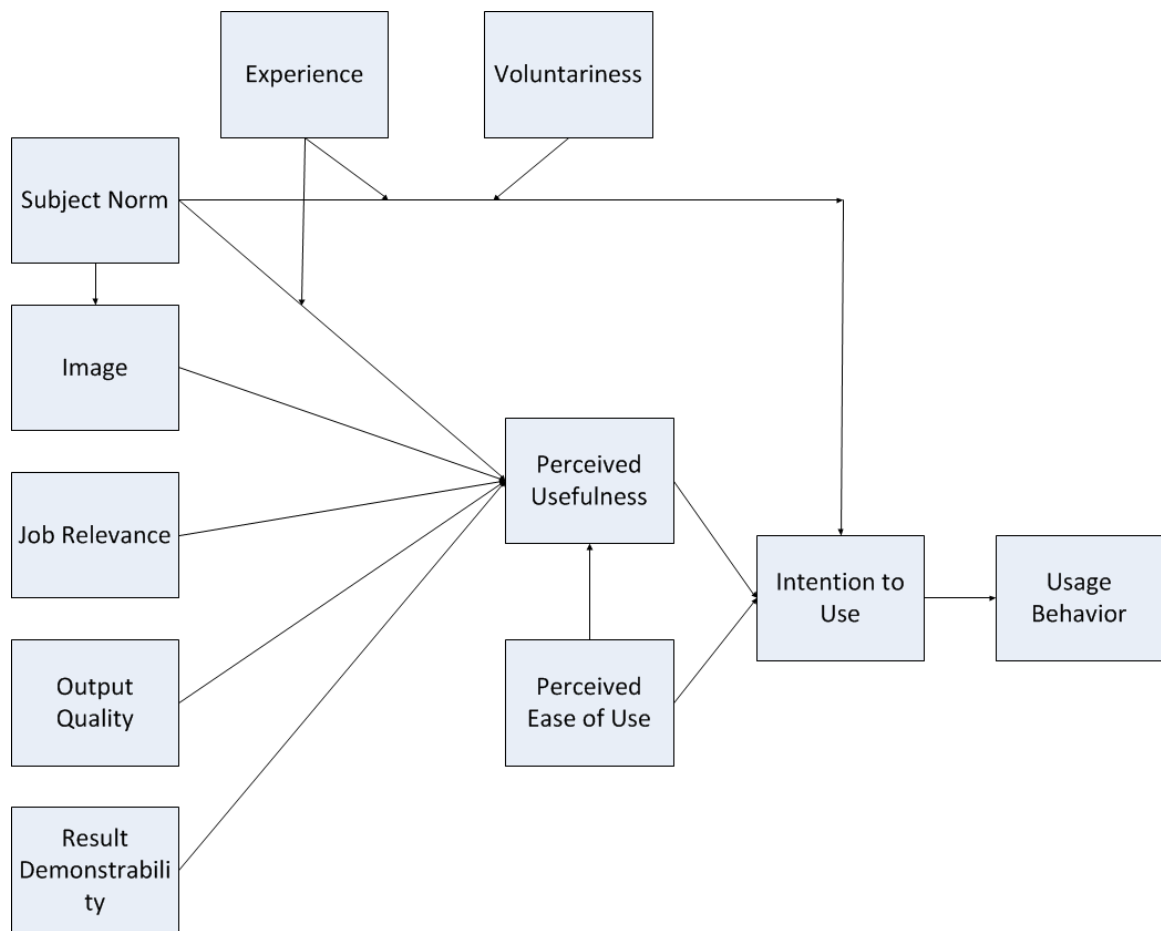 Experience
Voluntariness
Subject Norm
Image
Perceived
Usefulness
Job Relevance
Intention to
Use
Usage
Behavior
Output
Quality
Perceived
Ease of Use
Result
Demonstrabili
ty